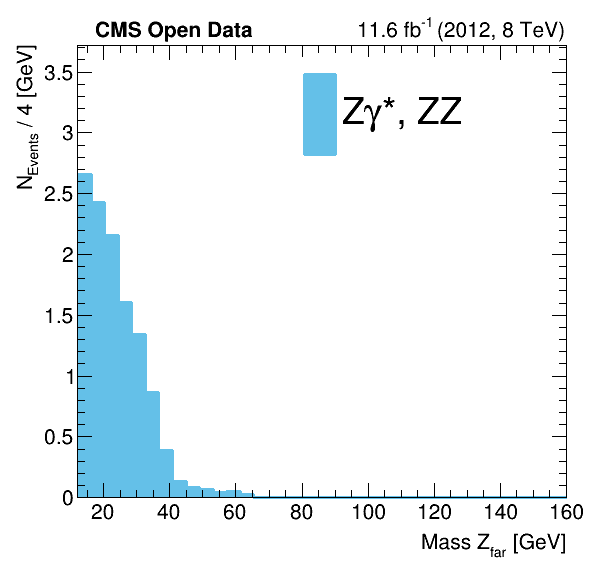 CMS Open Data
11.6 fb⁻¹ (2012, 8 TeV)
N_Events / 4 [GeV]
3.5
3
2.5
2
1.5
1
0.5
0
Zγ*, ZZ
20 40 60 80 100 120 140 160
Mass Z_far [GeV]